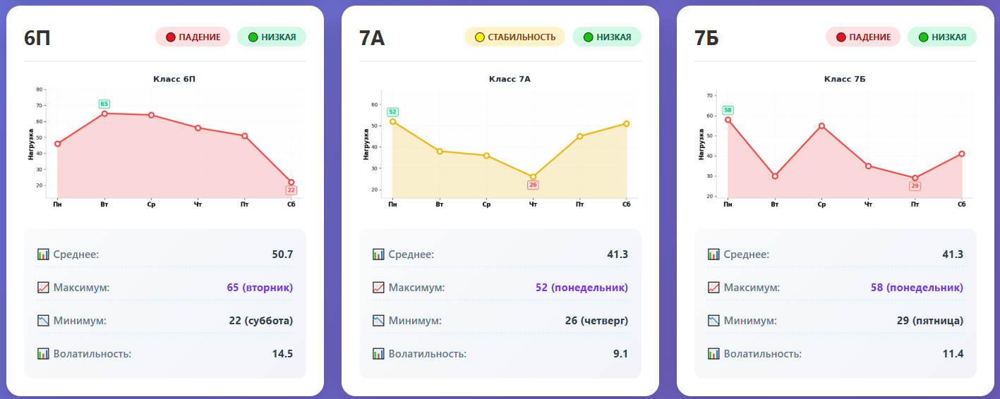 6П
ПАДЕНИЕ
НИЗКАЯ
Класс 6П
80
70
60
50
40
30
20
Нагрузка
65
22
Пн Вт Ср Чт Пт Сб
Среднее: 50.7
Максимум: 65 (вторник)
Минимум: 22 (суббота)
Волатильность: 14.5
7А
СТАБИЛЬНОСТЬ
НИЗКАЯ
Класс 7А
60
50
40
30
20
Нагрузка
52
26
Пн Вт Ср Чт Пт Сб
Среднее: 41.3
Максимум: 52 (понедельник)
Минимум: 26 (четверг)
Волатильность: 9.1
7Б
ПАДЕНИЕ
НИЗКАЯ
Класс 7Б
70
60
50
40
30
20
Нагрузка
58
29
Пн Вт Ср Чт Пт Сб
Среднее: 41.3
Максимум: 58 (понедельник)
Минимум: 29 (пятница)
Волатильность: 11.4